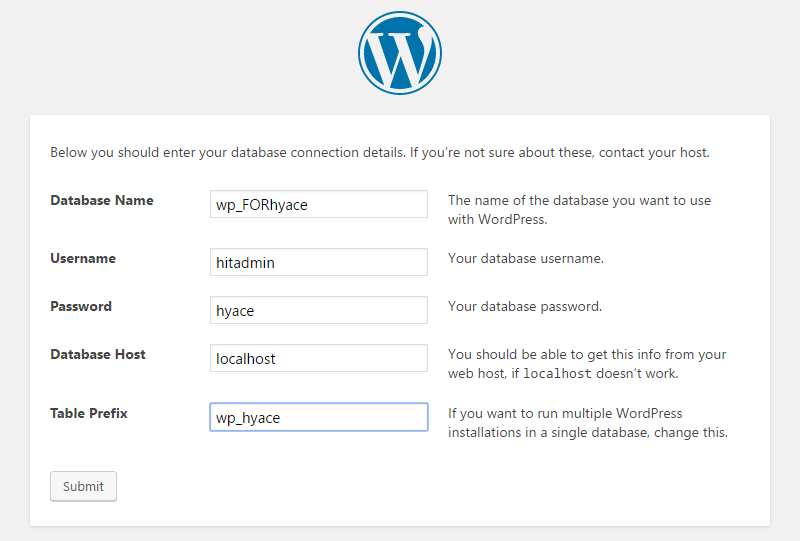 W
Below you should enter your database connection details. If you’re not sure about these, contact your host.
Database Name
wp_FORhyace
The name of the database you want to use
with WordPress.
Username
hitadmin
Your database username.
Password
hyace
Your database password.
Database Host
localhost
You should be able to get this info from your
web host, if localhost doesn’t work.
Table Prefix
wp_hyace
If you want to run multiple WordPress
installations in a single database, change this.
Submit